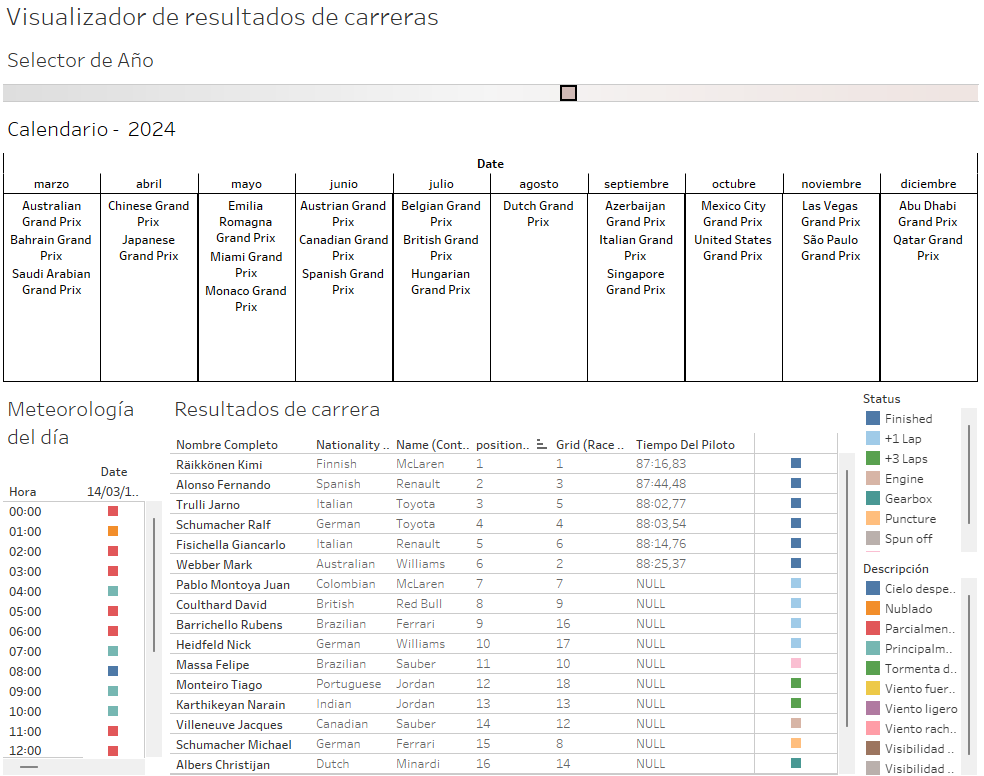 Visualizador de resultados de carreras
Selector de Año
Calendario - 2024
Date
marzo abril mayo junio julio agosto septiembre octubre noviembre diciembre
Australian Grand Prix
Bahrain Grand Prix
Saudi Arabian Grand Prix
Chinese Grand Prix
Japanese Grand Prix
Emilia Romagna Grand Prix
Miami Grand Prix
Monaco Grand Prix
Austrian Grand Prix
Canadian Grand Prix
Spanish Grand Prix
Belgian Grand Prix
British Grand Prix
Hungarian Grand Prix
Dutch Grand Prix
Azerbaijan Grand Prix
Italian Grand Prix
Singapore Grand Prix
Mexico City Grand Prix
United States Grand Prix
Las Vegas Grand Prix
São Paulo Grand Prix
Abu Dhabi Grand Prix
Qatar Grand Prix
Meteorología
del día
Date
Hora 14/03/1..
00:00
01:00
02:00
03:00
04:00
05:00
06:00
07:00
08:00
09:00
10:00
11:00
12:00
Resultados de carrera
Nombre Completo Nationality .. Name (Cont.. position.. Grid (Race .. Tiempo Del Piloto
Räikkönen Kimi Finnish McLaren 1 1 87:16,83
Alonso Fernando Spanish Renault 2 3 87:44,48
Trulli Jarno Italian Toyota 3 5 88:02,77
Schumacher Ralf German Toyota 4 4 88:03,54
Fisichella Giancarlo Italian Renault 5 6 88:14,76
Webber Mark Australian Williams 6 2 88:25,37
Pablo Montoya Juan Colombian McLaren 7 7 NULL
Coulthard David British Red Bull 8 9 NULL
Barrichello Rubens Brazilian Ferrari 9 16 NULL
Heidfeld Nick German Williams 10 17 NULL
Massa Felipe Brazilian Sauber 11 10 NULL
Monteiro Tiago Portuguese Jordan 12 18 NULL
Karthikeyan Narain Indian Jordan 13 13 NULL
Villeneuve Jacques Canadian Sauber 14 12 NULL
Schumacher Michael German Ferrari 15 8 NULL
Albers Christijan Dutch Minardi 16 14 NULL
Status
Finished
+1 Lap
+3 Laps
Engine
Gearbox
Puncture
Spun off
Descripción
Cielo despe..
Nublado
Parcialmen..
Principalm..
Tormenta d..
Viento fuer..
Viento ligero
Viento rach..
Visibilidad ..
Visibilidad ..